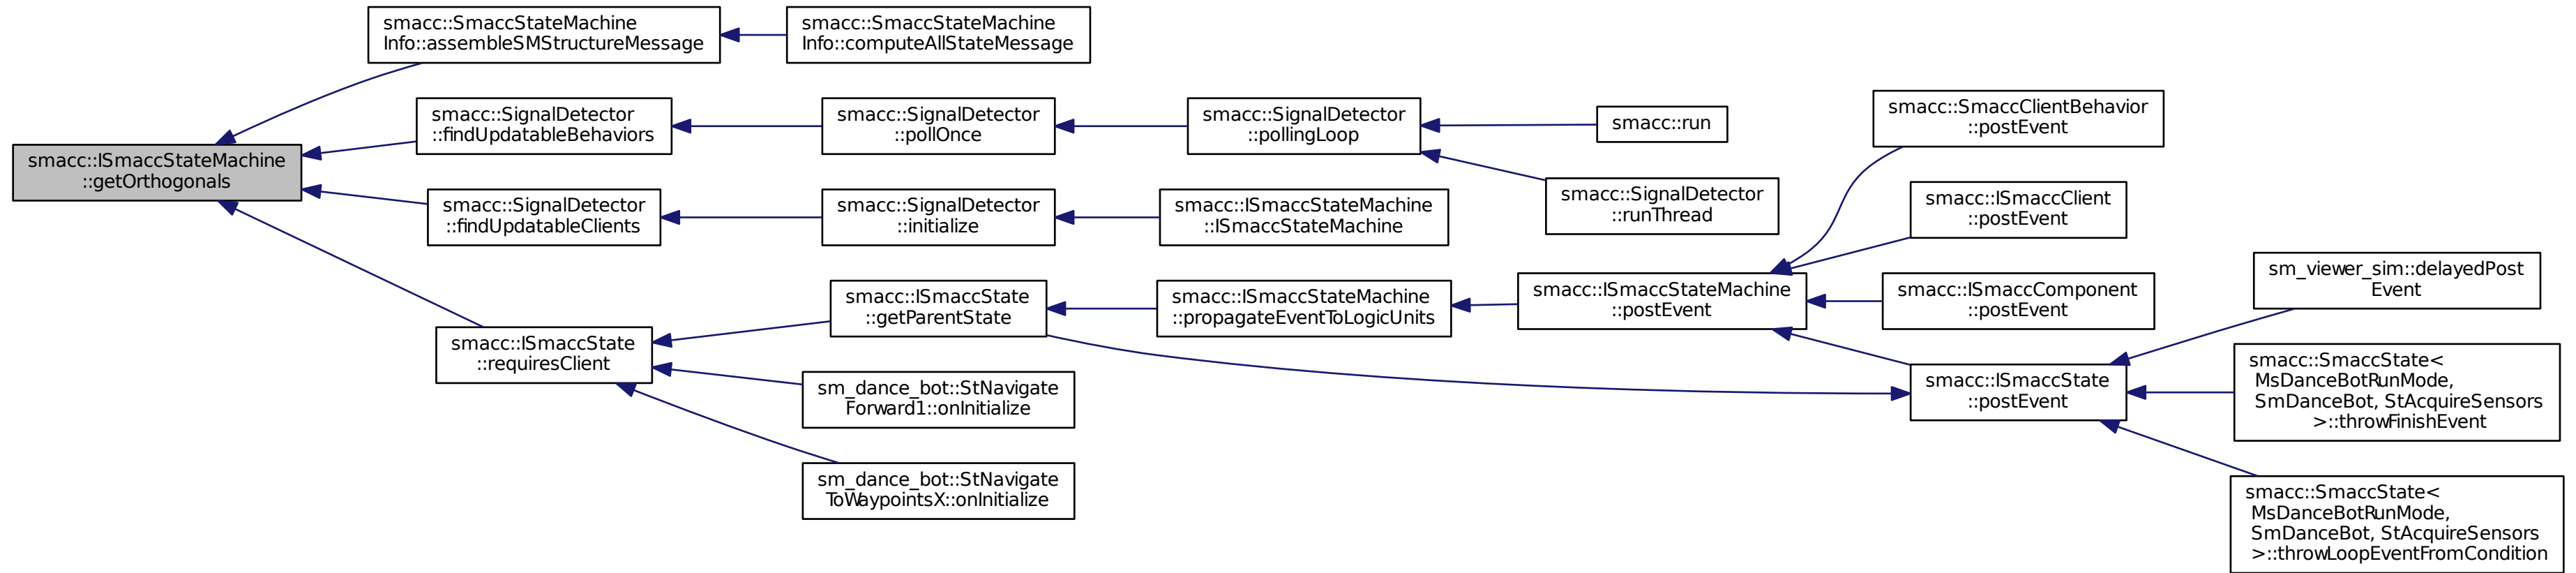 smacc::SmaccStateMachine
Info::assembleSMStructureMessage
smacc::SmaccStateMachine
Info::computeAllStateMessage
smacc::SignalDetector
::findUpdatableBehaviors
smacc::SignalDetector
::pollOnce
smacc::SignalDetector
::pollingLoop
smacc::run
smacc::SmaccClientBehavior
::postEvent
smacc::ISmaccStateMachine
::getOrthogonals
smacc::SignalDetector
::findUpdatableClients
smacc::SignalDetector
::initialize
smacc::ISmaccStateMachine
::ISmaccStateMachine
smacc::SignalDetector
::runThread
smacc::ISmaccClient
::postEvent
smacc::ISmaccState
::requiresClient
smacc::ISmaccState
::getParentState
smacc::ISmaccStateMachine
::propagateEventToLogicUnits
smacc::ISmaccStateMachine
::postEvent
smacc::ISmaccComponent
::postEvent
sm_viewer_sim::delayedPost
Event
sm_dance_bot::StNavigate
Forward1::onInitialize
smacc::ISmaccState
::postEvent
smacc::SmaccState<
MsDanceBotRunMode,
SmDanceBot, StAcquireSensors
>::throwFinishEvent
sm_dance_bot::StNavigate
ToWaypointsX::onInitialize
smacc::SmaccState<
MsDanceBotRunMode,
SmDanceBot, StAcquireSensors
>::throwLoopEventFromCondition